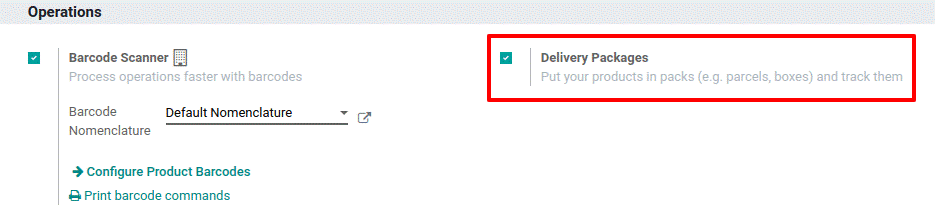 Operations
Barcode Scanner
Process operations faster with barcodes
Barcode
Nomenclature
Default Nomenclature
Configure Product Barcodes
Print barcode commands
Delivery Packages
Put your products in packs (e.g. parcels, boxes) and track them